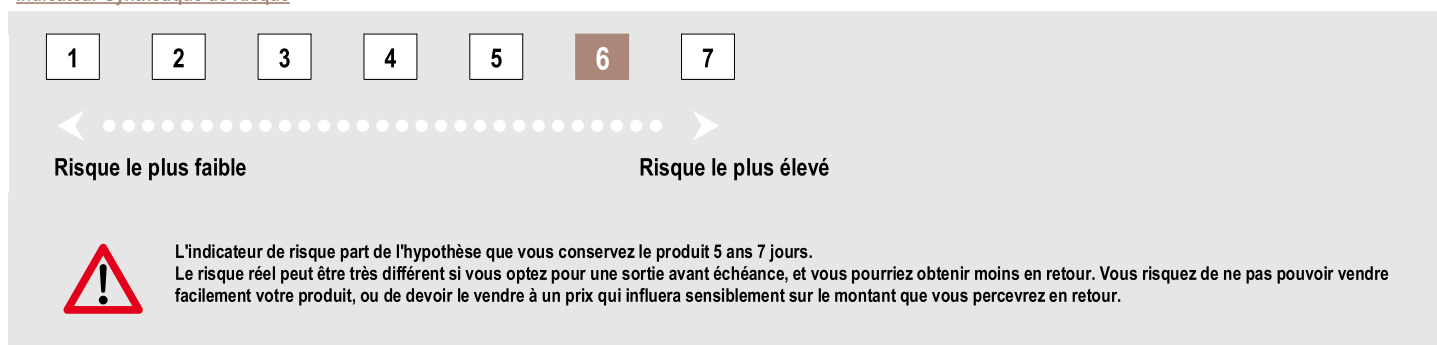 Indicateur Synthétique de Risque
1 2 3 4 5 6 7
Risque le plus faible Risque le plus élevé
L'indicateur de risque part de l'hypothèse que vous conservez le produit 5 ans 7 jours.
Le risque réel peut être très différent si vous optez pour une sortie avant échéance, et vous pourriez obtenir moins en retour. Vous risquez de ne pas pouvoir vendre
facilement votre produit, ou de devoir le vendre à un prix qui influera sensiblement sur le montant que vous percevrez en retour.